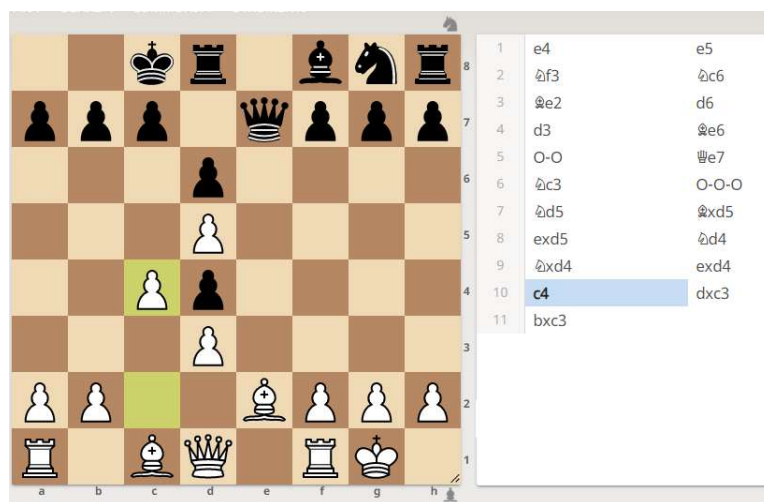 8
7
6
5
4
3
2
1
a b c d e f g h
1 e4 e5
2 ♘f3 ♘c6
3 ♗e2 d6
4 d3 ♗e6
5 O-O ♕e7
6 ♘c3 O-O-O
7 ♘d5 ♗xd5
8 exd5 ♘d4
9 ♘xd4 exd4
10 c4 dxc3
11 bxc3